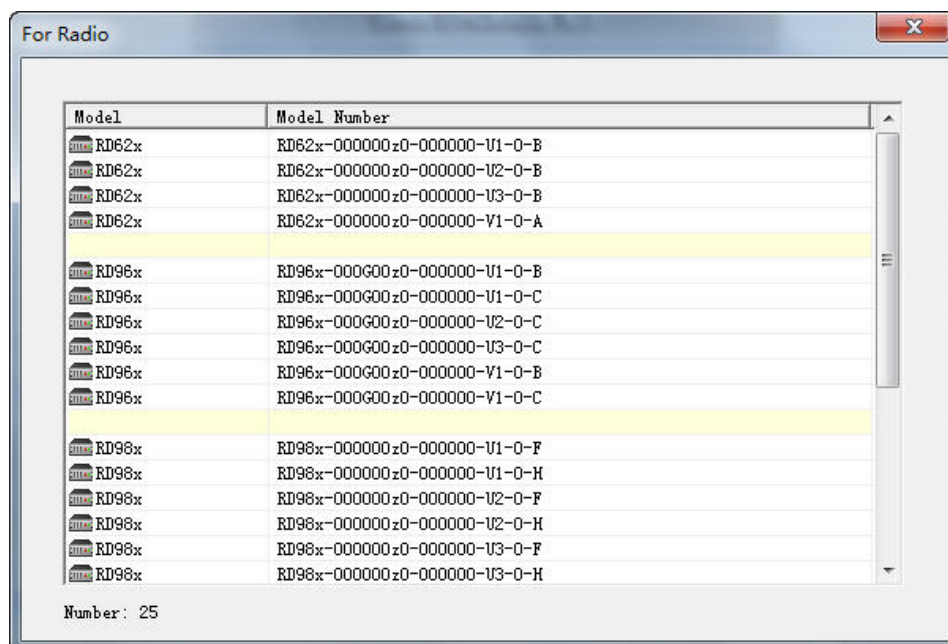 For Radio
Model Model Number
RD62x RD62x-000000z0-000000-U1-0-B
RD62x RD62x-000000z0-000000-U2-0-B
RD62x RD62x-000000z0-000000-U3-0-B
RD62x RD62x-000000z0-000000-V1-0-A
RD96x RD96x-000G00z0-000000-U1-0-B
RD96x RD96x-000G00z0-000000-U1-0-C
RD96x RD96x-000G00z0-000000-U2-0-C
RD96x RD96x-000G00z0-000000-U3-0-C
RD96x RD96x-000G00z0-000000-V1-0-B
RD96x RD96x-000G00z0-000000-V1-0-C
RD98x RD98x-000000z0-000000-U1-0-F
RD98x RD98x-000000z0-000000-U1-0-H
RD98x RD98x-000000z0-000000-U2-0-F
RD98x RD98x-000000z0-000000-U2-0-H
RD98x RD98x-000000z0-000000-U3-0-F
RD98x RD98x-000000z0-000000-U3-0-H
Number: 25